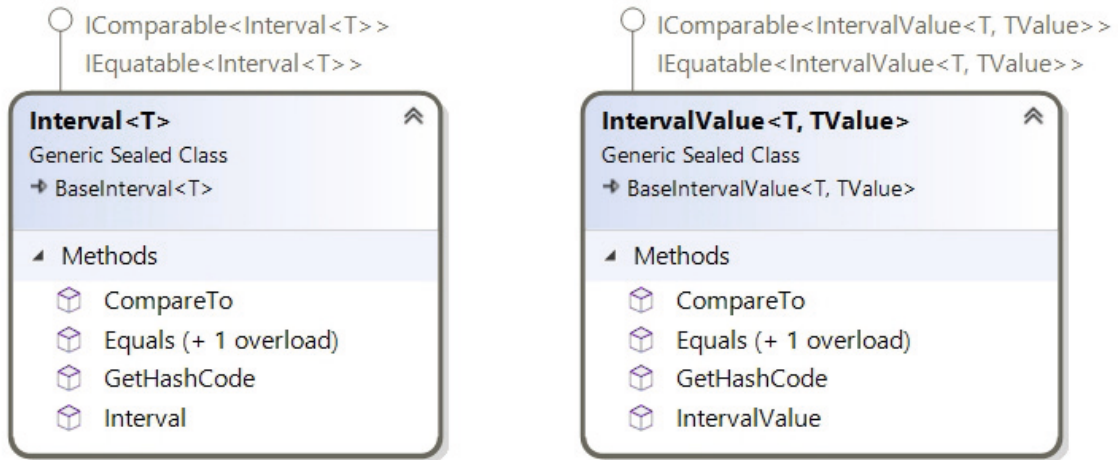 IComparable<Interval<T>>
IEquatable<Interval<T>>
Interval<T>
Generic Sealed Class
BaseInterval<T>
Methods
CompareTo
Equals (+ 1 overload)
GetHashCode
Interval
IComparable<IntervalValue<T, TValue>>
IEquatable<IntervalValue<T, TValue>>
IntervalValue<T, TValue>
Generic Sealed Class
BaseIntervalValue<T, TValue>
Methods
CompareTo
Equals (+ 1 overload)
GetHashCode
IntervalValue